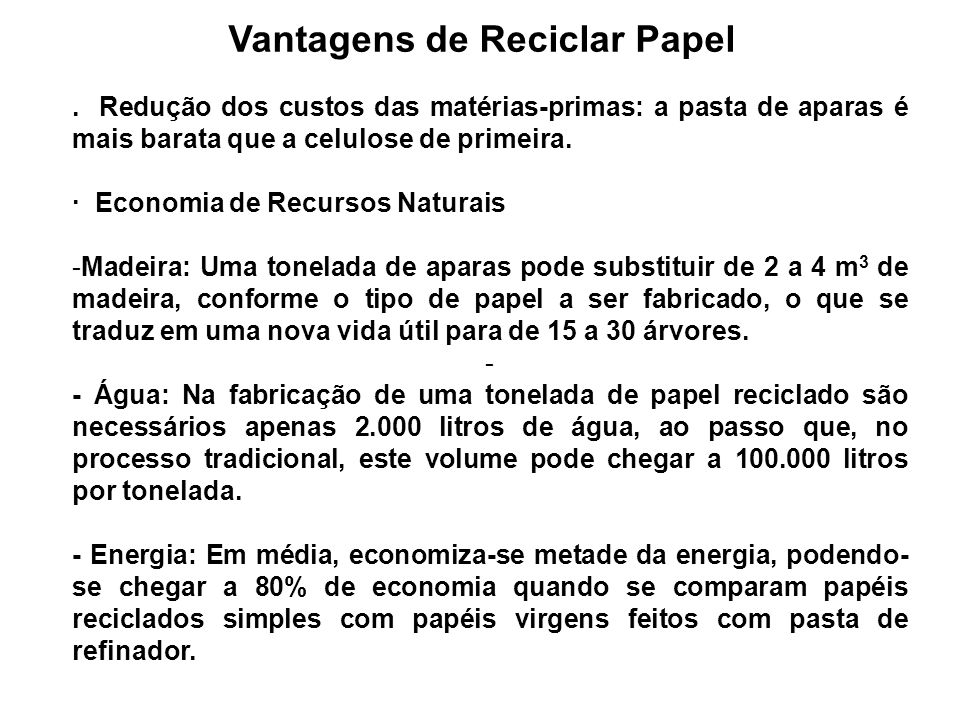 Vantagens de Reciclar Papel
. Redução dos custos das matérias-primas: a pasta de aparas é
mais barata que a celulose de primeira.
· Economia de Recursos Naturais
-Madeira: Uma tonelada de aparas pode substituir de 2 a 4 m³ de
madeira, conforme o tipo de papel a ser fabricado, o que se
traduz em uma nova vida útil para de 15 a 30 árvores.
-
- Água: Na fabricação de uma tonelada de papel reciclado são
necessários apenas 2.000 litros de água, ao passo que, no
processo tradicional, este volume pode chegar a 100.000 litros
por tonelada.
- Energia: Em média, economiza-se metade da energia, podendo-
se chegar a 80% de economia quando se comparam papéis
reciclados simples com papéis virgens feitos com pasta de
refinador.